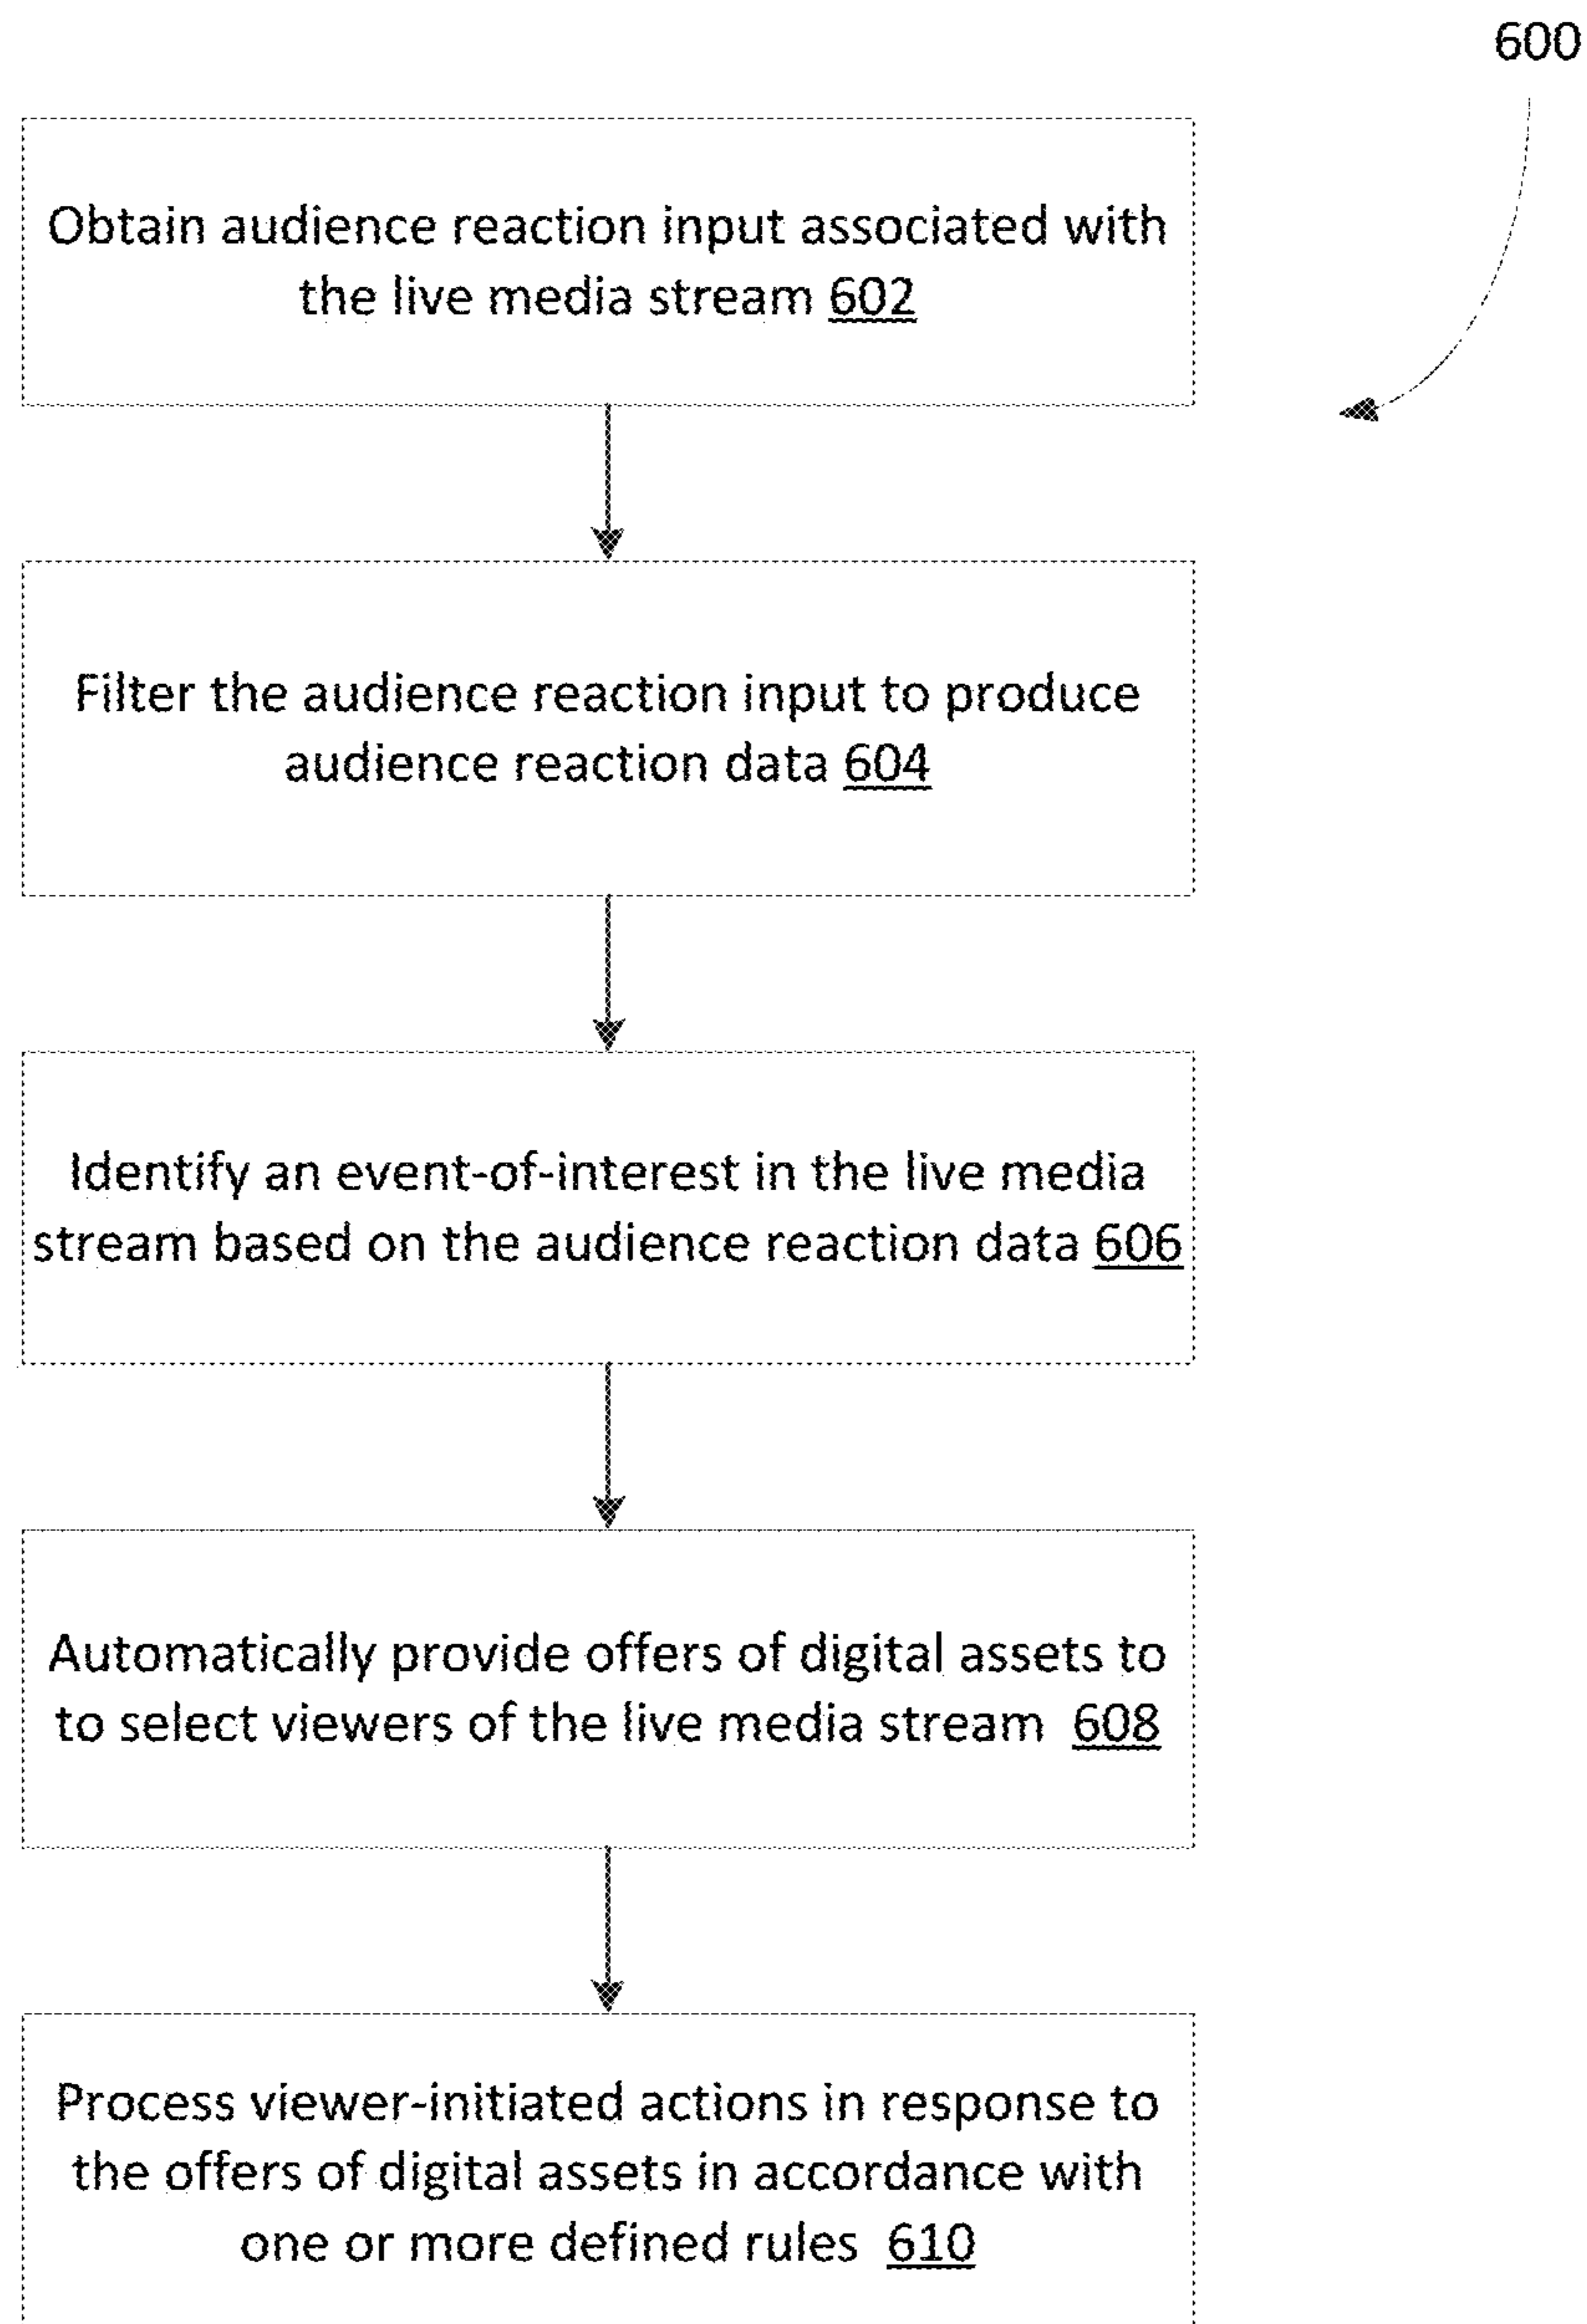 600
Obtain audience reaction input associated with
the live media stream 602
Filter the audience reaction input to produce
audience reaction data 604
Identify an event-of-interest in the live media
stream based on the audience reaction data 606
Automatically provide offers of digital assets to
to select viewers of the live media stream 608
Process viewer-initiated actions in response to
the offers of digital assets in accordance with
one or more defined rules 610